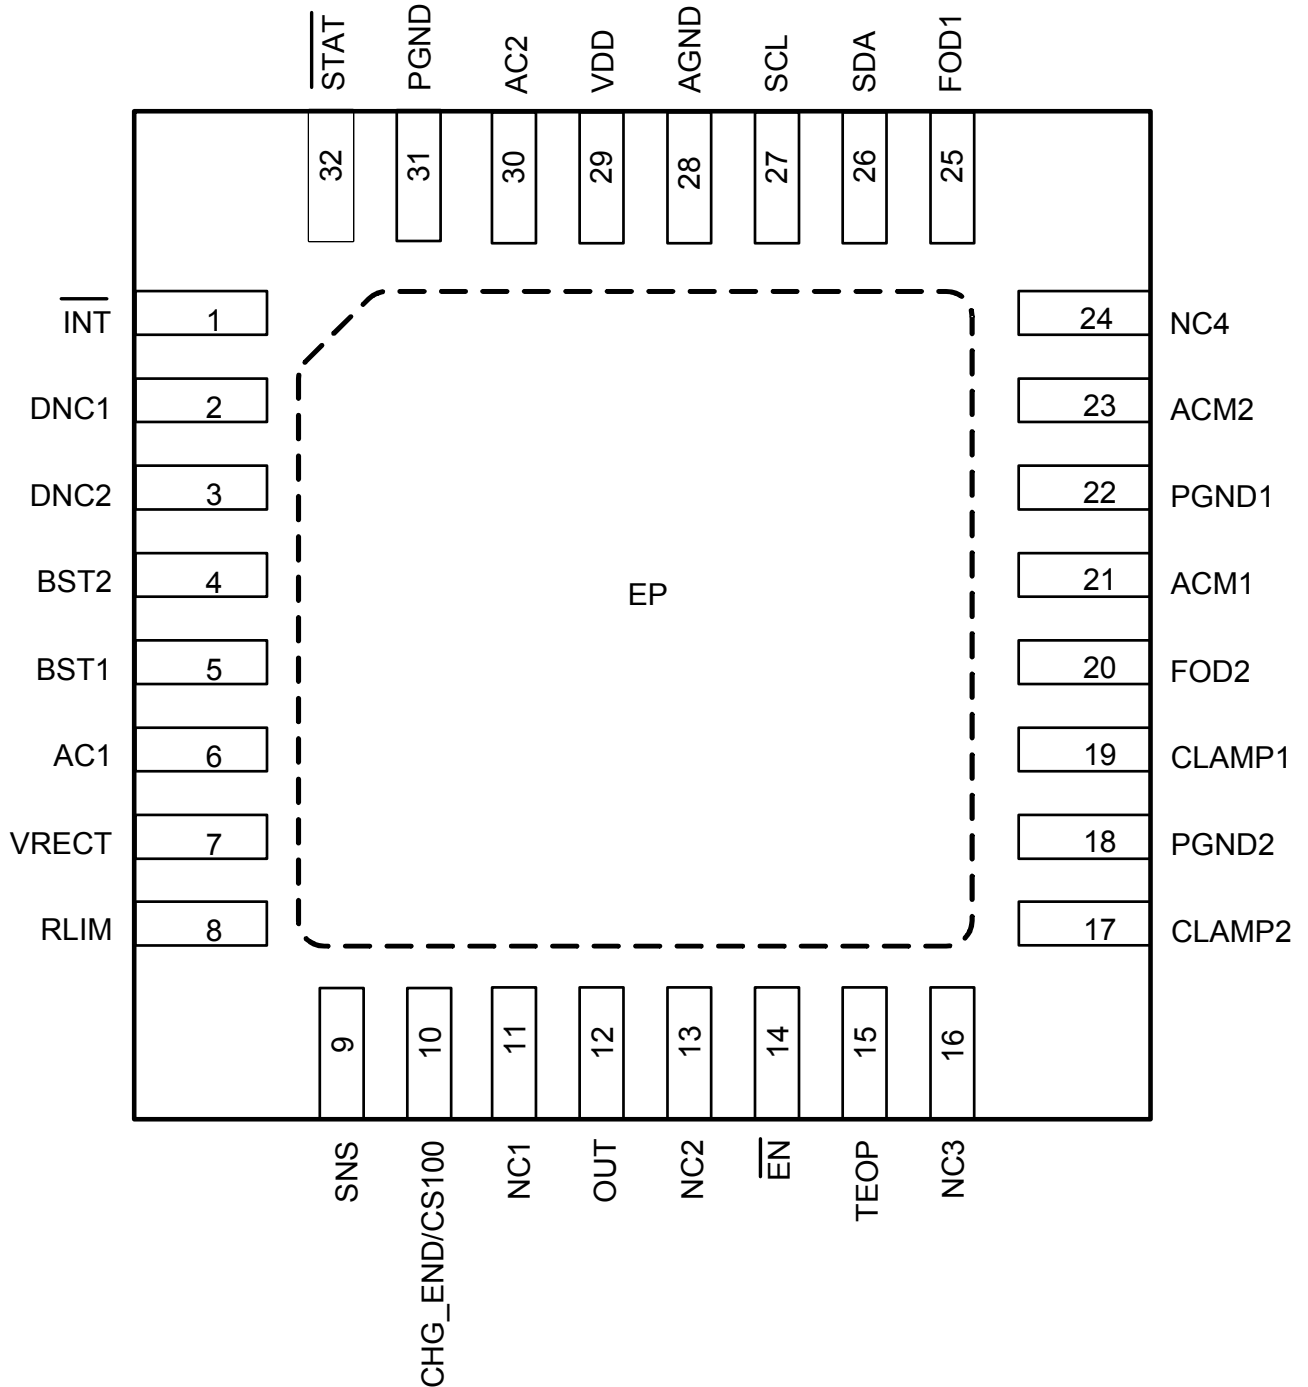 STAT
PGND
AC2
VDD
AGND
SCL
SDA
FOD1
32
31
30
29
28
27
26
25
INT
1
24
NC4
DNC1
2
23
ACM2
DNC2
3
22
PGND1
BST2
4
21
ACM1
EP
BST1
5
20
FOD2
AC1
6
19
CLAMP1
VRECT
7
18
PGND2
RLIM
8
17
CLAMP2
9
10
11
12
13
14
15
16
SNS
CHG_END/CS100
NC1
OUT
NC2
EN
TEOP
NC3